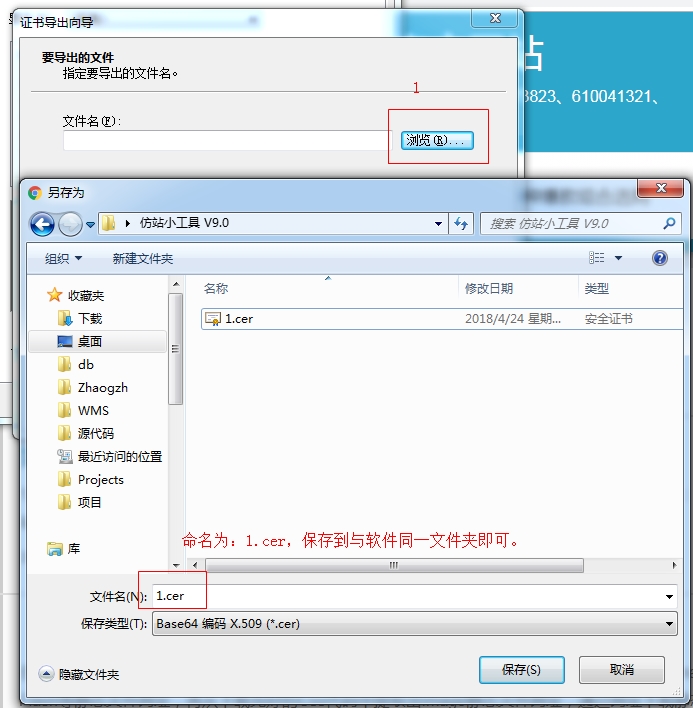 证书导出向导
要导出的文件
指定要导出的文件名。
1
文件名(F):
浏览(R)...
站
3823、610041321、
另存为
仿站小工具 V9.0
搜索 仿站小工具 V9.0
组织
新建文件夹
名称
修改日期
类型
收藏夹
下载
桌面
db
Zhaogzh
WMS
源代码
最近访问的位置
Projects
项目
库
1.cer
2018/4/24 星期...
安全证书
命名为：1.cer，保存到与软件同一文件夹即可。
文件名(N):
1.cer
保存类型(T):
Base64 编码 X.509 (*.cer)
隐藏文件夹
保存(S)
取消